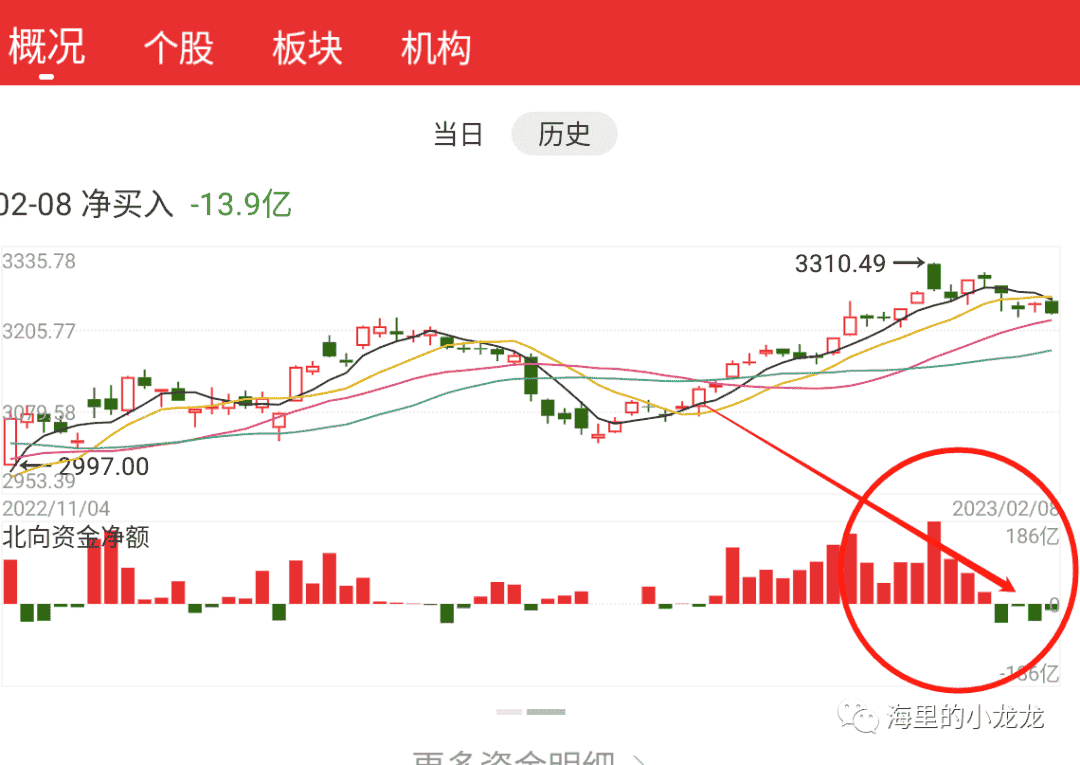 概况 个股 板块 机构
当日 历史
02-08 净买入 -13.9亿
3335.78
3310.49
3205.77
3079.58
2997.00
2953.39
2022/11/04 2023/02/08
北向资金净额
186亿
0
-186亿
海里的小龙龙
更多资金明细